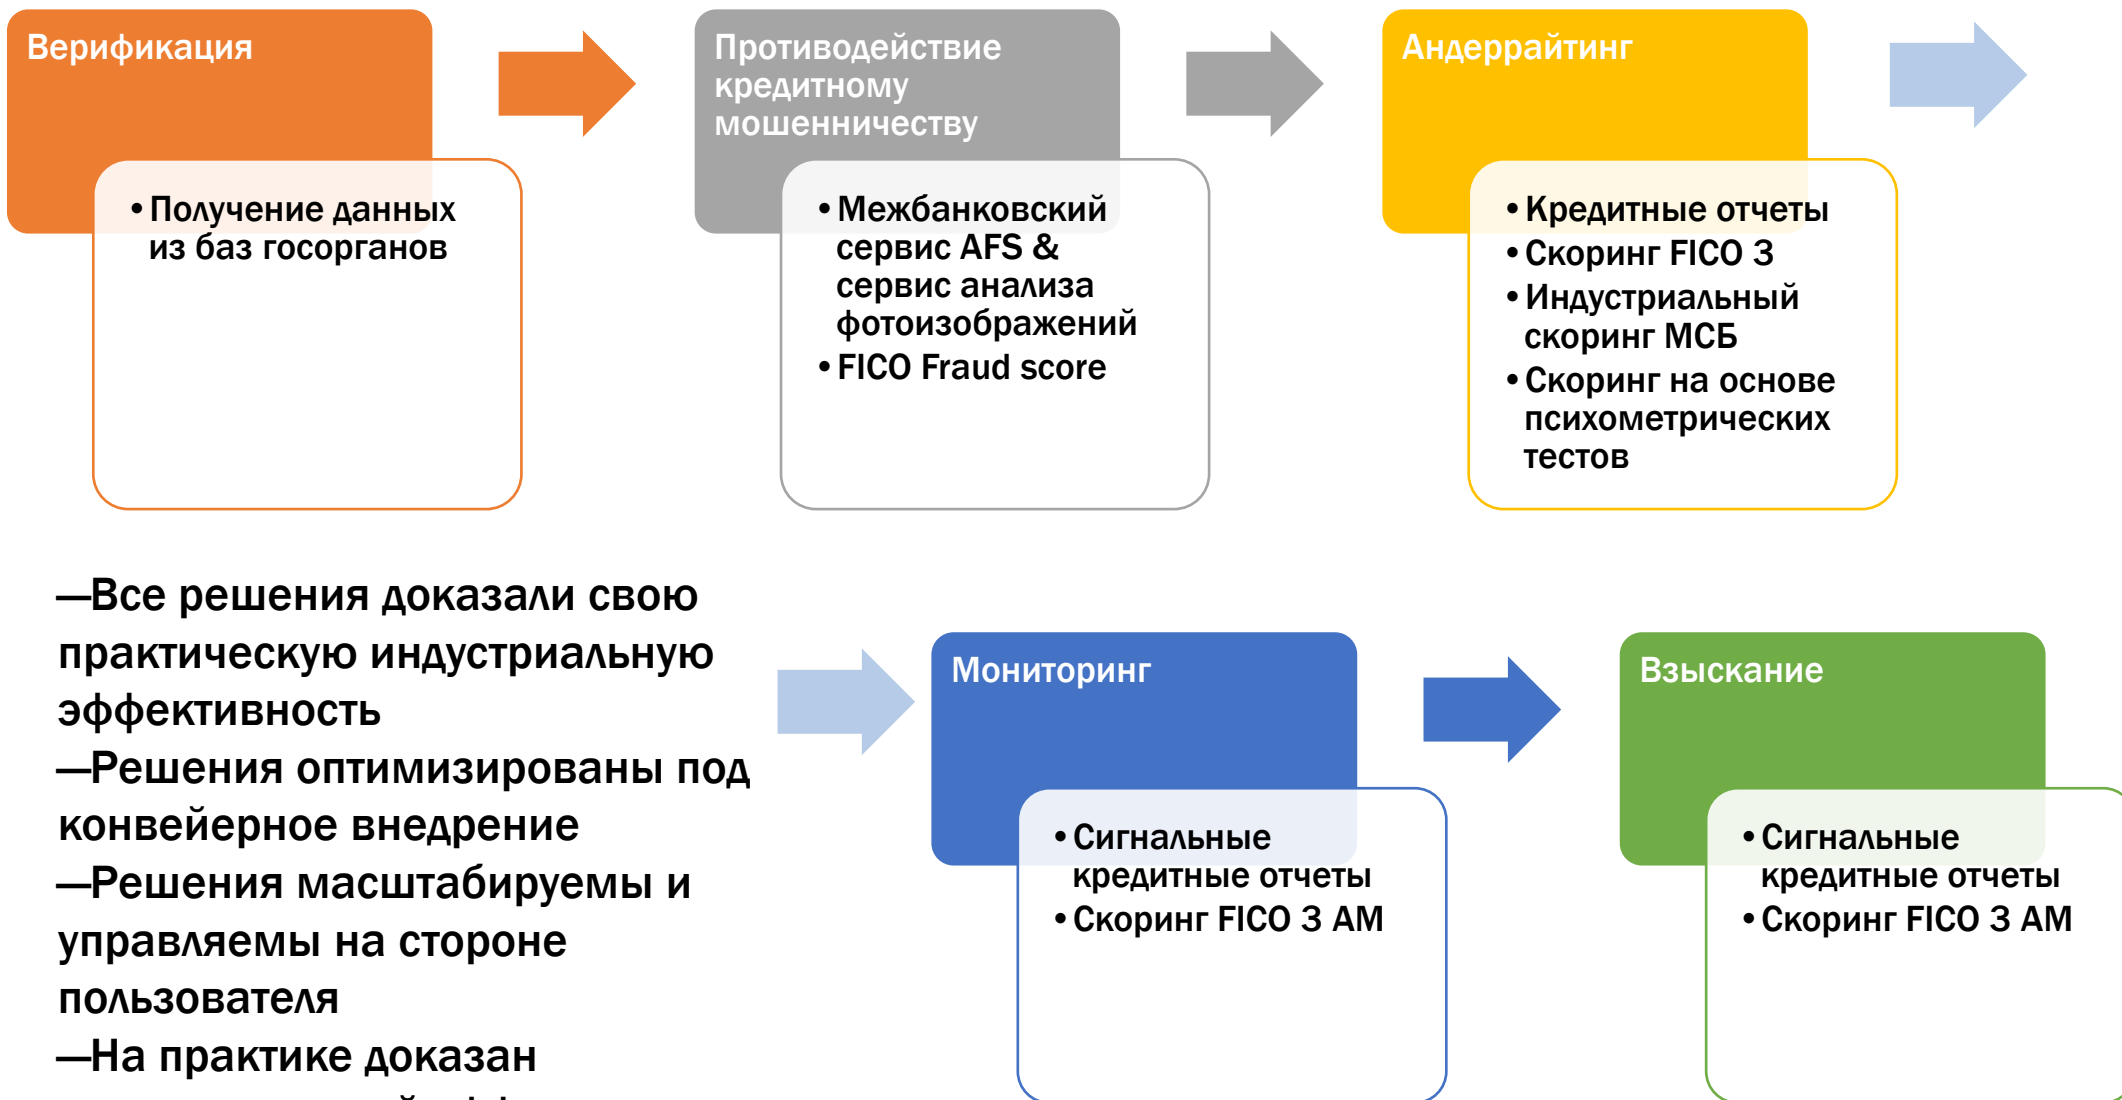 Верификация
•Получение данных
из баз госорганов
Противодействие
кредитному
мошенничеству
•Межбанковский
сервис AFS &
сервис анализа
фотоизображений
•FICO Fraud score
Андеррайтинг
•Кредитные отчеты
•Скоринг FICO 3
•Индустриальный
скоринг МСБ
•Скоринг на основе
психометрических
тестов
—Все решения доказали свою
практическую индустриальную
эффективность
—Решения оптимизированы под
конвейерное внедрение
—Решения масштабируемы и
управляемы на стороне
пользователя
—На практике доказан
Мониторинг
•Сигнальные
кредитные отчеты
•Скоринг FICO 3 АМ
Взыскание
•Сигнальные
кредитные отчеты
•Скоринг FICO 3 АМ